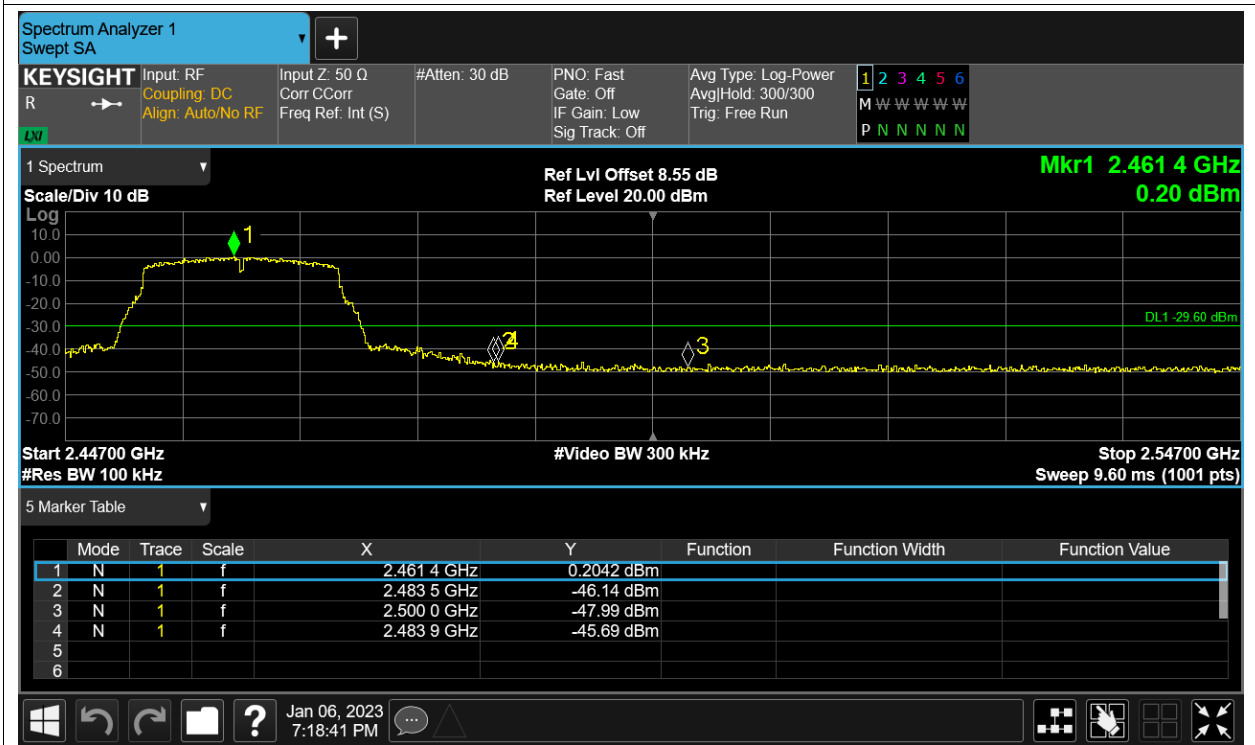 Spectrum Analyzer 1
Swept SA
KEYSIGHT
R
LXI
Input: RF
Coupling: DC
Align: Auto/No RF
Input Z: 50 Ω
Corr CCorr
Freq Ref: Int (S)
#Atten: 30 dB
PNO: Fast
Gate: Off
IF Gain: Low
Sig Track: Off
Avg Type: Log-Power
Avg|Hold: 300/300
Trig: Free Run
1 2 3 4 5 6
M W W W W W
P N N N N N
1 Spectrum
Scale/Div 10 dB
Ref Lvl Offset 8.55 dB
Ref Level 20.00 dBm
Mkr1 2.461 4 GHz
0.20 dBm
Log
10.0
0.00
-10.0
-20.0
-30.0
-40.0
-50.0
-60.0
-70.0
1
2
4
3
DL1 -29.60 dBm
Start 2.44700 GHz
#Video BW 300 kHz
Stop 2.54700 GHz
#Res BW 100 kHz
Sweep 9.60 ms (1001 pts)
5 Marker Table
Mode Trace Scale X Y Function Function Width Function Value
1 N 1 f 2.461 4 GHz 0.2042 dBm
2 N 1 f 2.483 5 GHz -46.14 dBm
3 N 1 f 2.500 0 GHz -47.99 dBm
4 N 1 f 2.483 9 GHz -45.69 dBm
5
6
?
Jan 06, 2023
7:18:41 PM